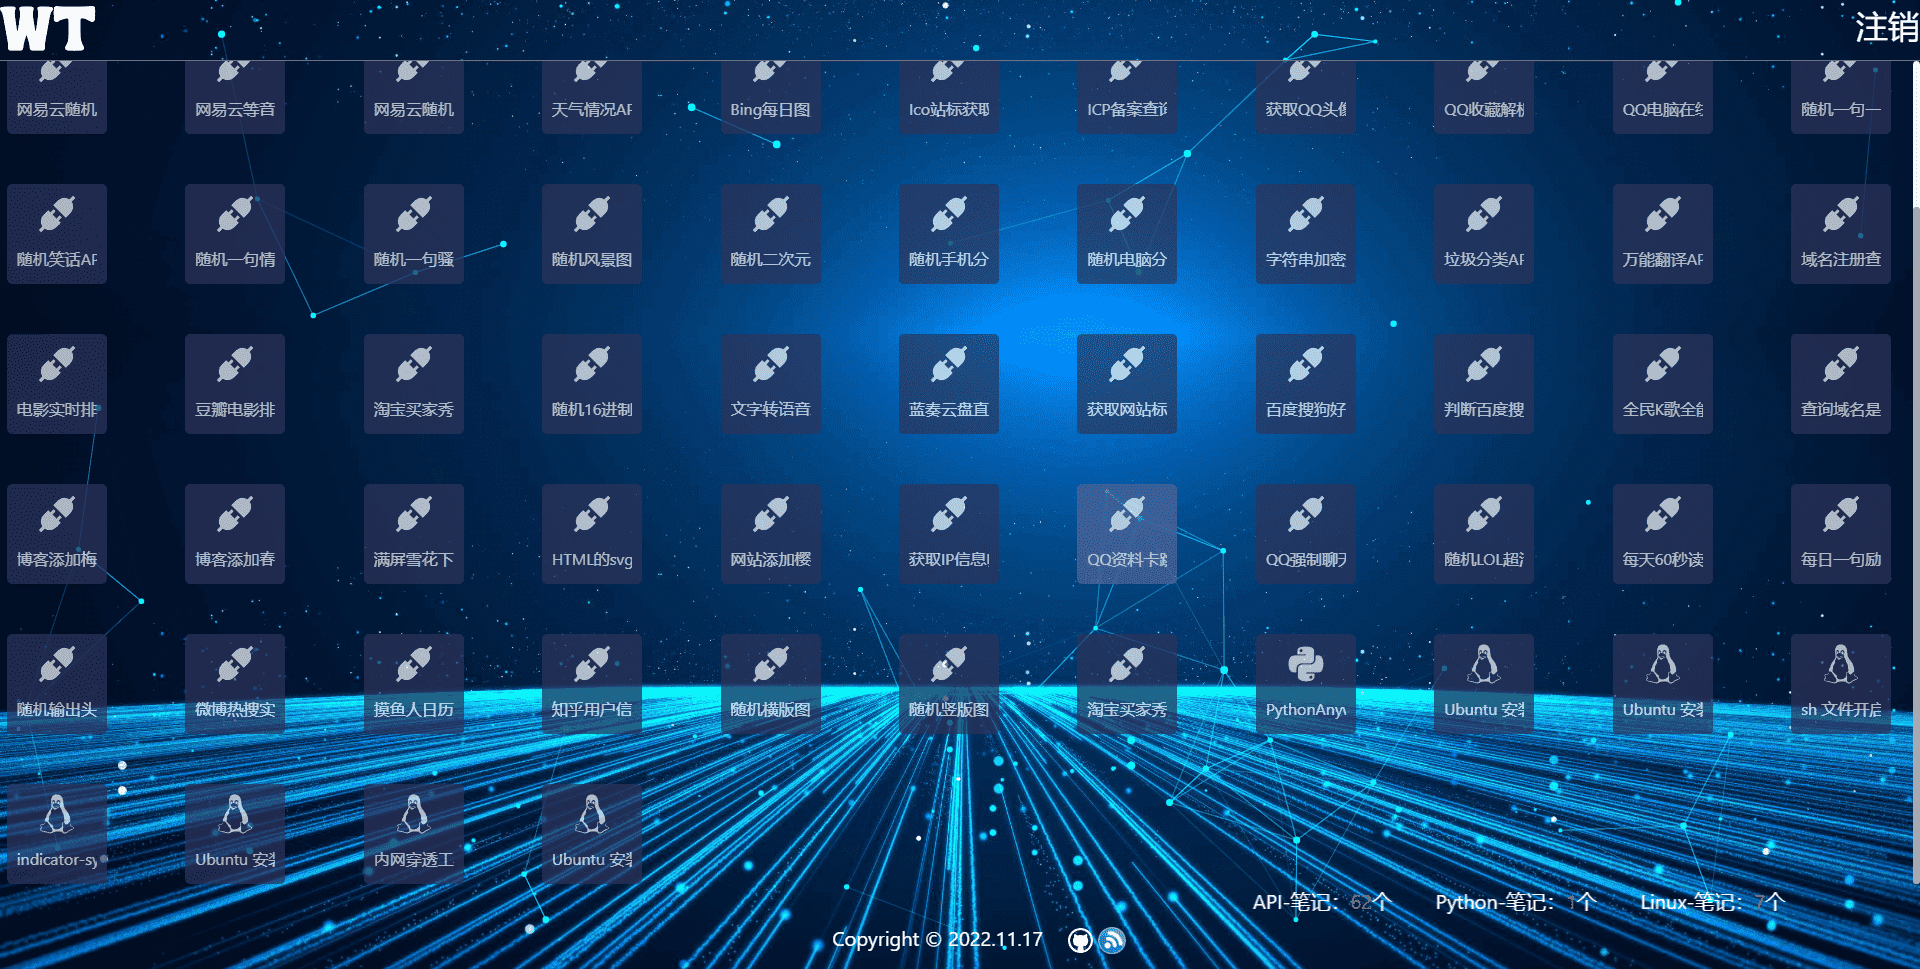 WT
注销
网易云随机
网易云等音
网易云随机
天气情况AP
Bing每日图
Ico站标获取
ICP备案查询
获取QQ头像
QQ收藏解析
QQ电脑在线
随机一句一
随机笑话AP
随机一句情
随机一句骚
随机风景图
随机二次元
随机手机分
随机电脑分
字符串加密
垃圾分类AP
万能翻译AP
域名注册查
电影实时排
豆瓣电影排
淘宝买家秀
随机16进制
文字转语音
蓝奏云盘直
获取网站标
百度搜狗好
判断百度搜
全民K歌全能
查询域名是
博客添加梅
博客添加春
满屏雪花下
HTML的svg
网站添加樱
获取IP信息
QQ资料卡
QQ强制聊天
随机LOL超
每天60秒读
每日一句励
随机输出头
微博热搜实
摸鱼人日历
知乎用户信
随机横版图
随机竖版图
淘宝买家秀
PythonAnyw
Ubuntu 安装
Ubuntu 安装
sh 文件开启
indicator-sy
Ubuntu 安装
内网穿透工
Ubuntu 安装
API-笔记：62个
Python-笔记：1个
Linux-笔记：7个
Copyright © 2022.11.17